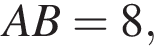 AB = 8,